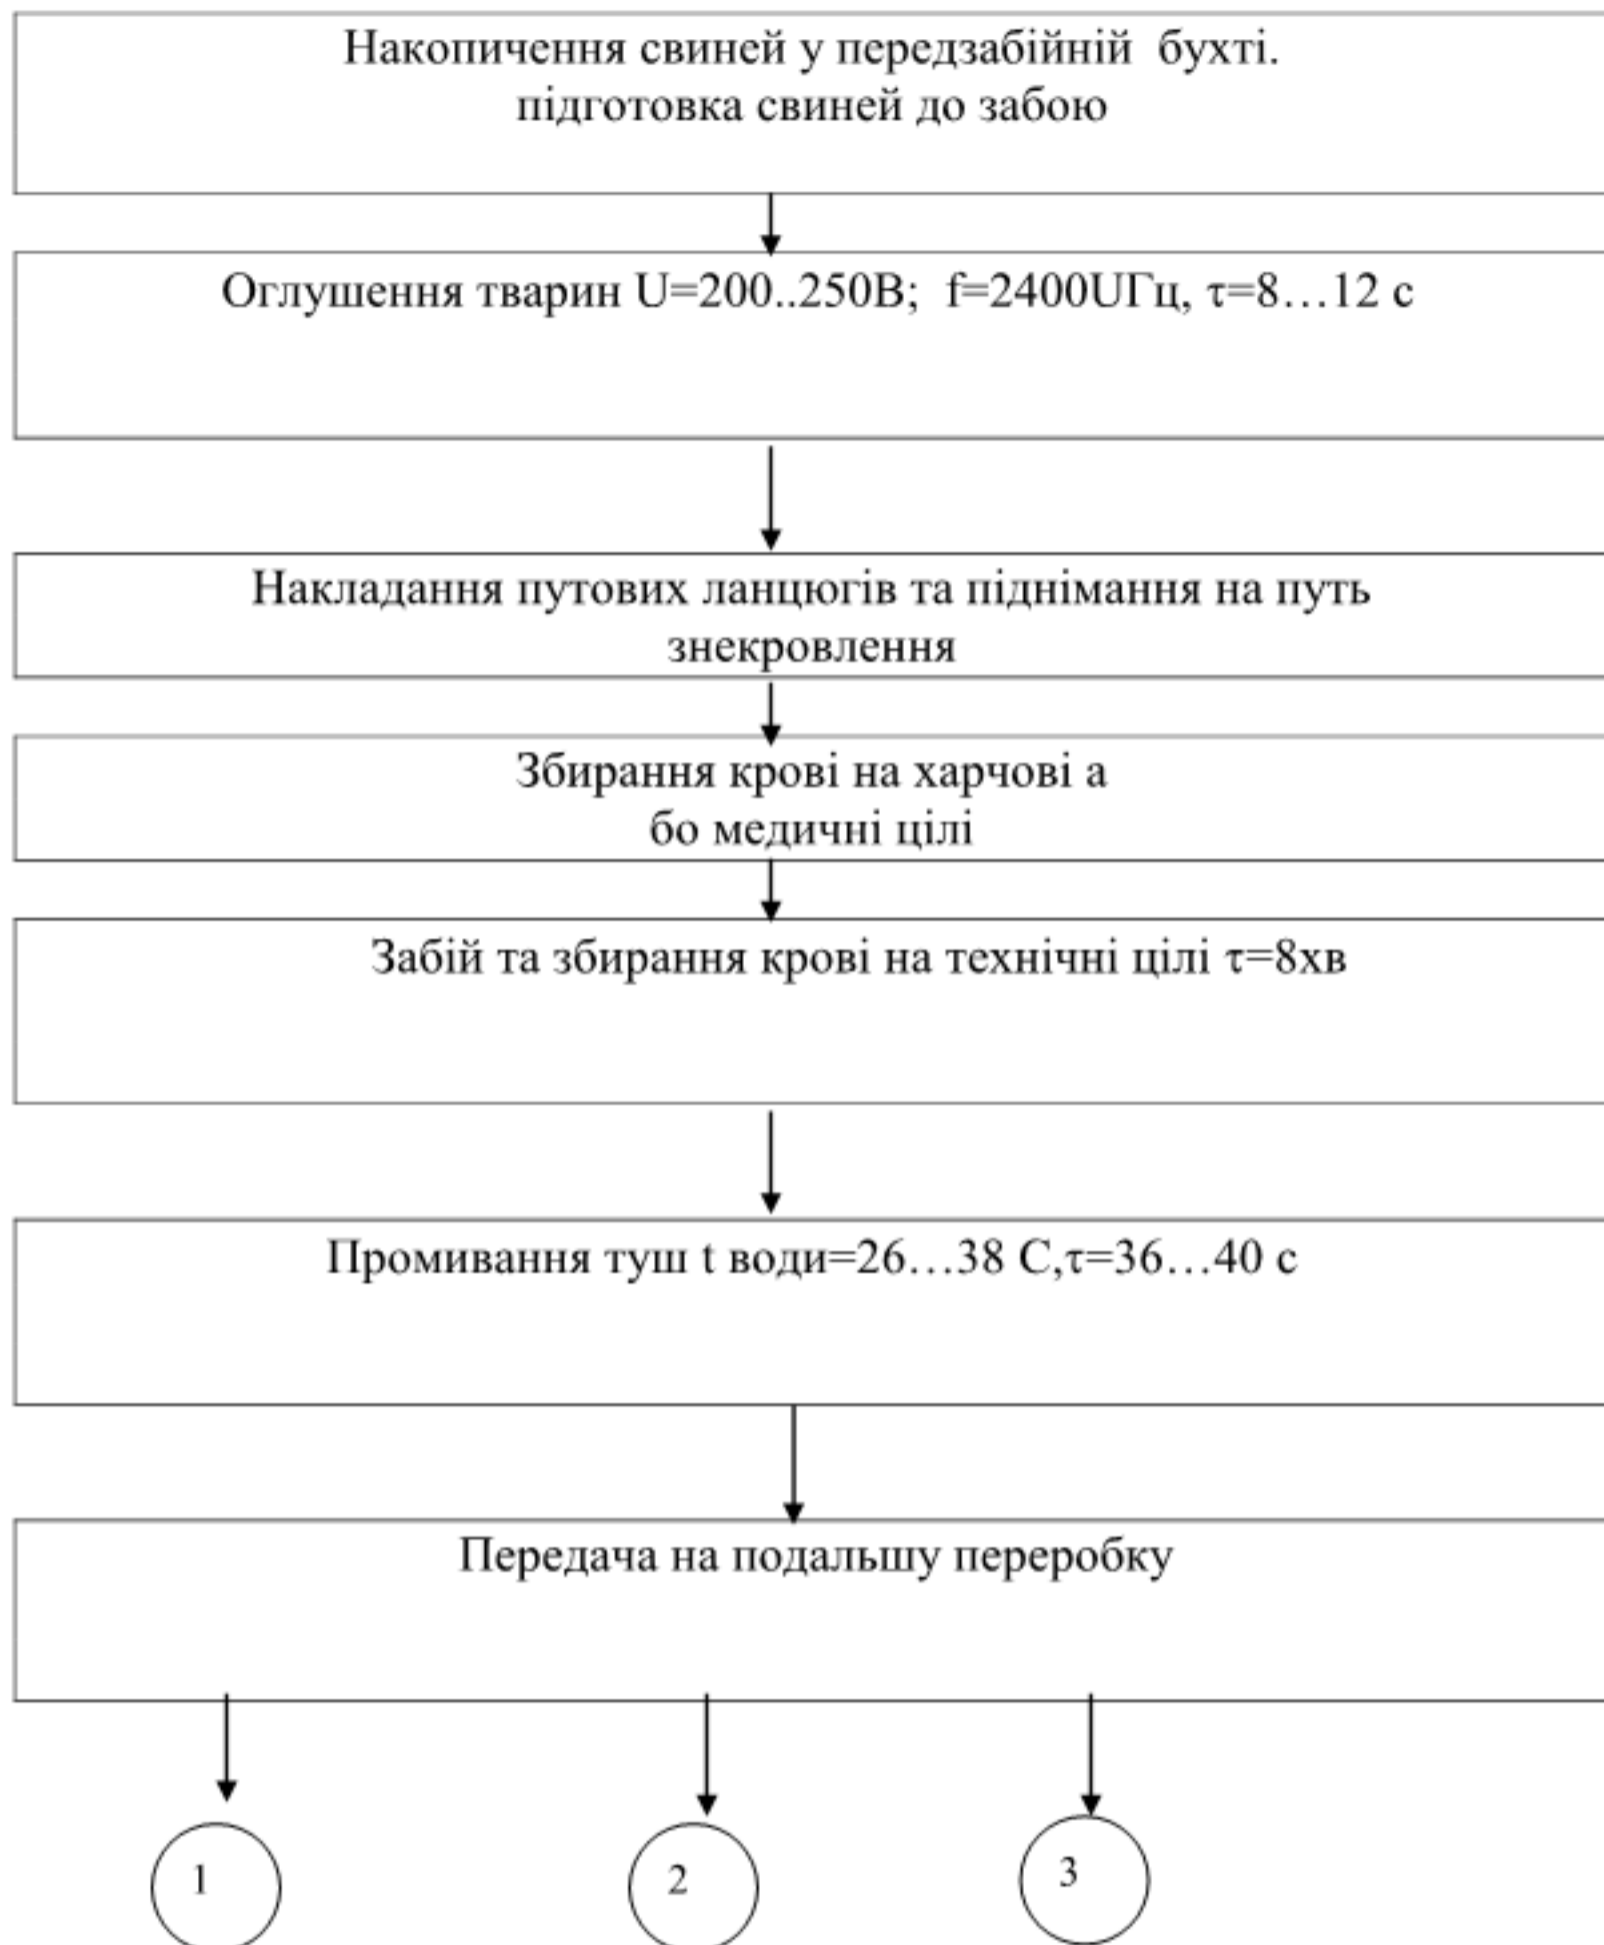 Накопичення свиней у передзабійній бухті.
підготовка свиней до забою
Оглушення тварин U=200..250В; f=2400UГц, τ=8…12 с
Накладання путових ланцюгів та піднімання на путь
знекровлення
Збирання крові на харчові а
бо медичні цілі
Забій та збирання крові на технічні цілі τ=8хв
Промивання туш t води=26…38 С,τ=36…40 с
Передача на подальшу переробку
1
2
3